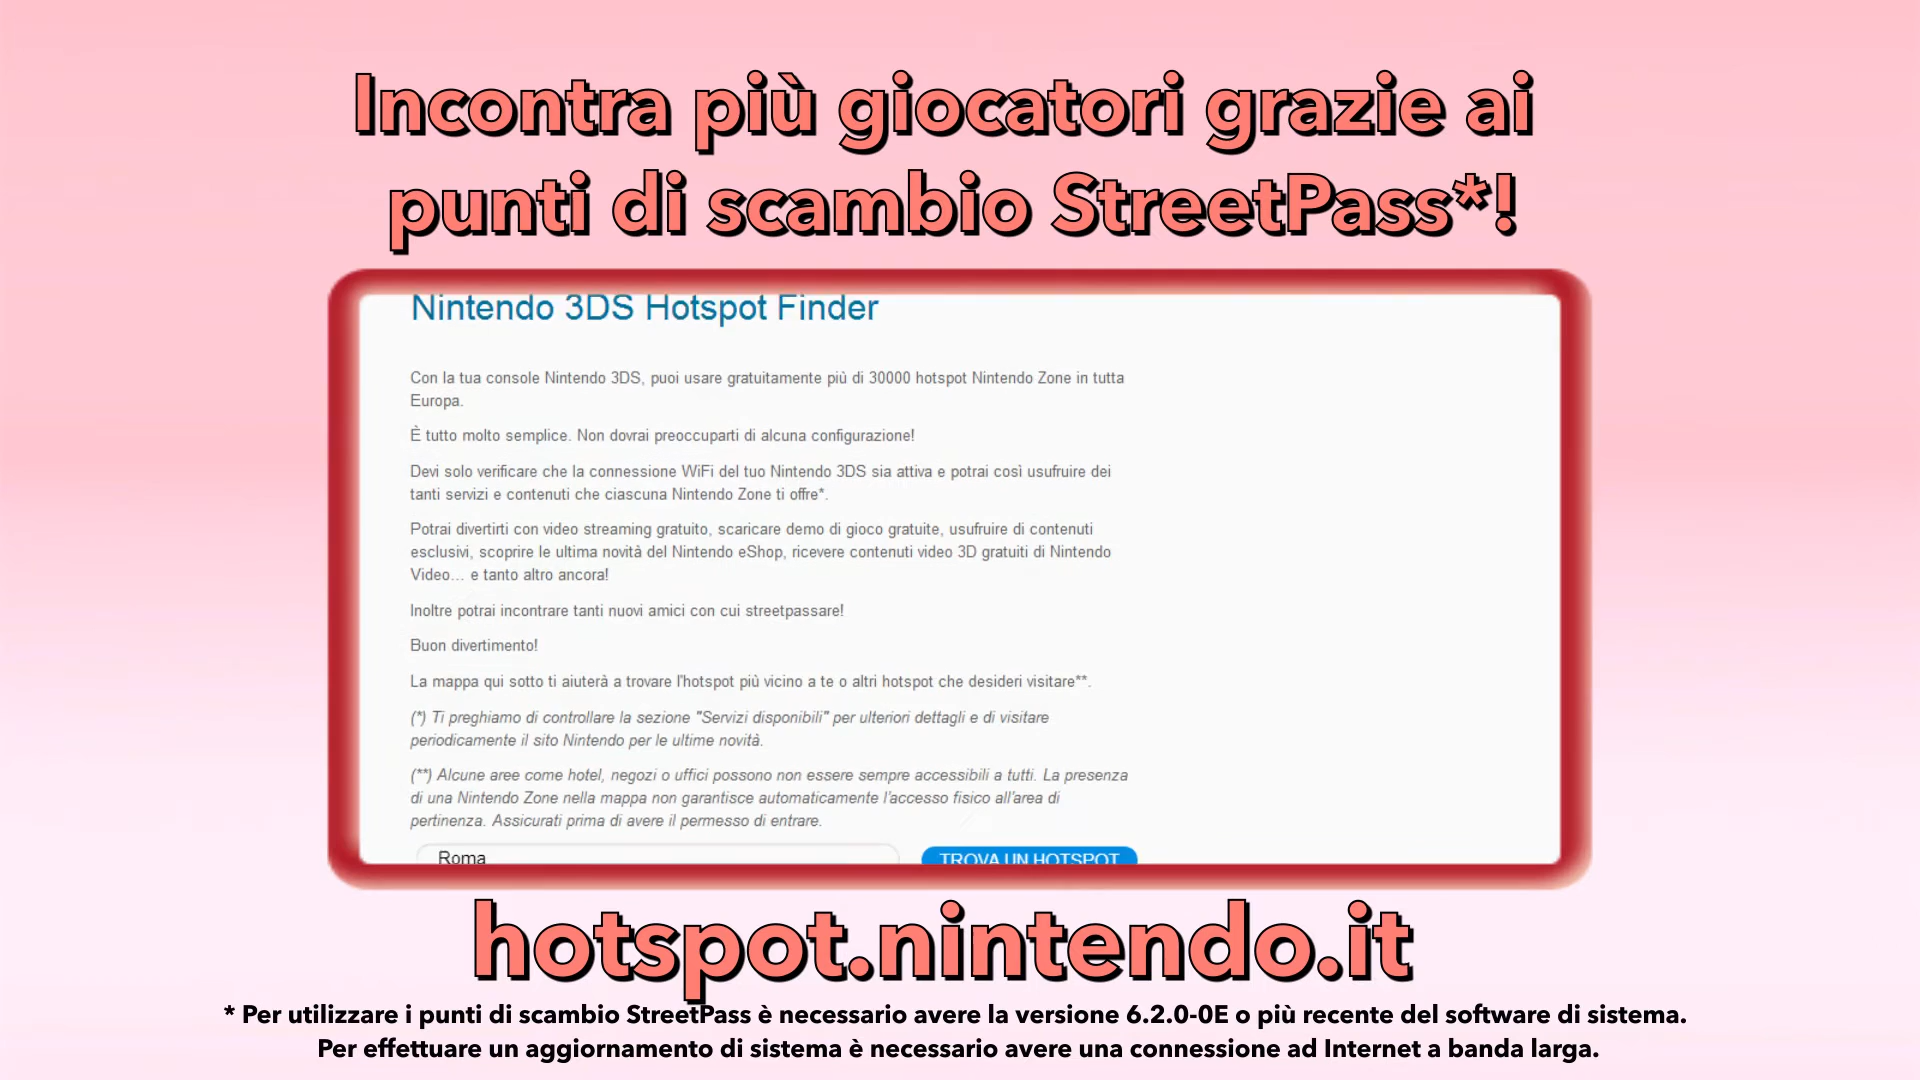 Incontra più giocatori grazie ai
punti di scambio StreetPass*!
Nintendo 3DS Hotspot Finder
Con la tua console Nintendo 3DS, puoi usare gratuitamente più di 30000 hotspot Nintendo Zone in tutta
Europa.
È tutto molto semplice. Non dovrai preoccuparti di alcuna configurazione!
Devi solo verificare che la connessione WiFi del tuo Nintendo 3DS sia attiva e potrai così usufruire dei
tanti servizi e contenuti che ciascuna Nintendo Zone ti offre*.
Potrai divertirti con video streaming gratuito, scaricare demo di gioco gratuite, usufruire di contenuti
esclusivi, scoprire le ultima novità del Nintendo eShop, ricevere contenuti video 3D gratuiti di Nintendo
Video... e tanto altro ancora!
Inoltre potrai incontrare tanti nuovi amici con cui streetpassare!
Buon divertimento!
La mappa qui sotto ti aiuterà a trovare l'hotspot più vicino a te o altri hotspot che desideri visitare**.
(*) Ti preghiamo di controllare la sezione "Servizi disponibili" per ulteriori dettagli e di visitare
periodicamente il sito Nintendo per le ultime novità.
(**) Alcune aree come hotel, negozi o uffici possono non essere sempre accessibili a tutti. La presenza
di una Nintendo Zone nella mappa non garantisce automaticamente l'accesso fisico all'area di
pertinenza. Assicurati prima di avere il permesso di entrare.
Roma TROVA UN HOTSPOT
hotspot.nintendo.it
* Per utilizzare i punti di scambio StreetPass è necessario avere la versione 6.2.0-0E o più recente del software di sistema.
Per effettuare un aggiornamento di sistema è necessario avere una connessione ad Internet a banda larga.